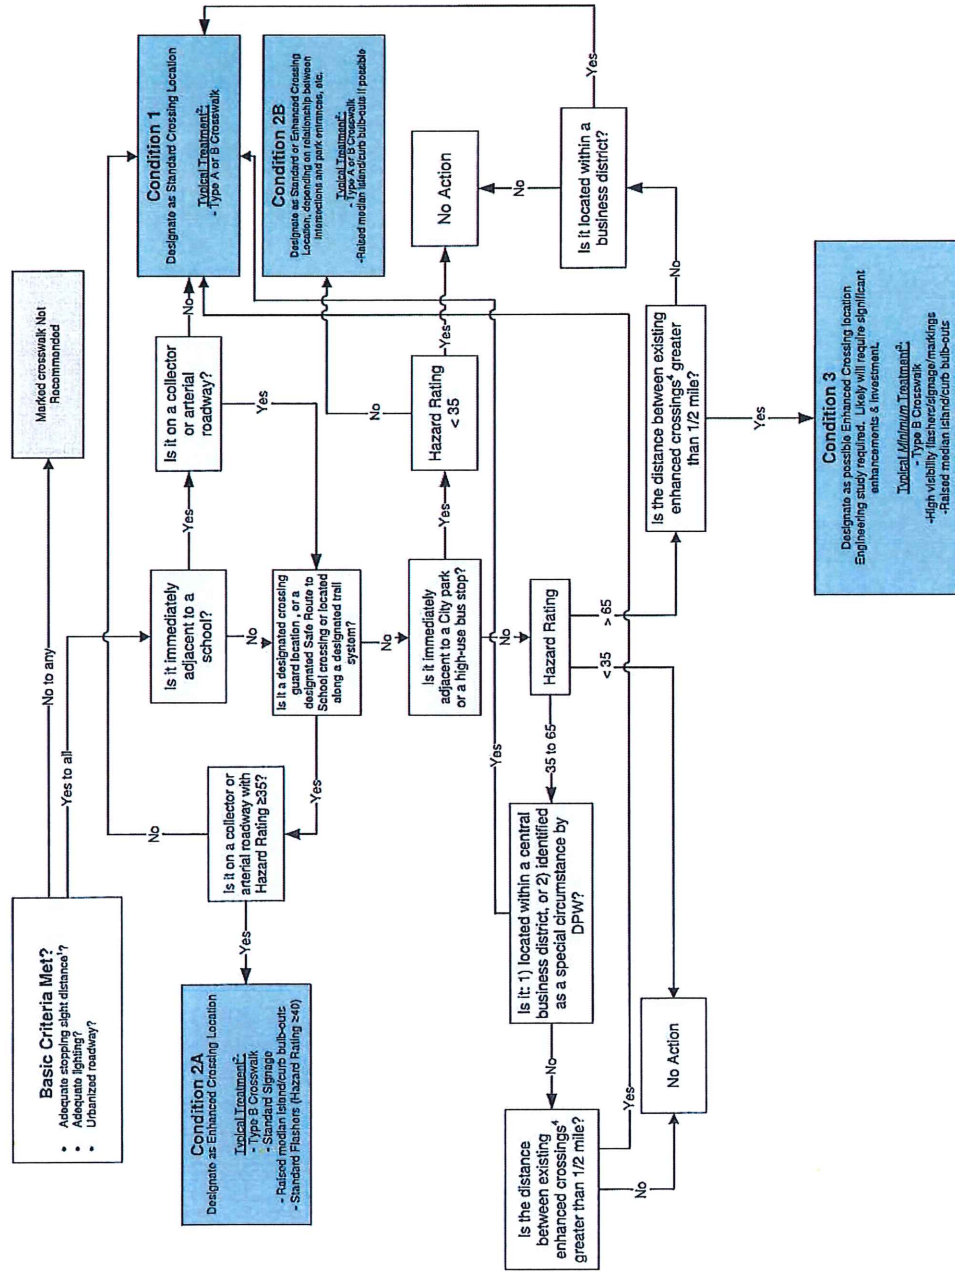 Basic Criteria Met?
• Adequate stopping sight distance¹?
• Adequate lighting?
• Urbanized roadway?
No to any
Yes to all
Marked crosswalk Not
Recommended
Is it immediately
adjacent to a
school?
Yes
No
Is it on a collector
or arterial
roadway?
No
Yes
Condition 1
Designate as Standard Crossing Location
Typical Treatment²:
- Type A or B Crosswalk
Is it on a collector or
arterial roadway with
Hazard Rating ≥35?
No
Yes
Is it a designated crossing
guard location , or a
designated Safe Route to
School crossing or located
along a designated trail
system?
Yes
No
Condition 2A
Designate as Enhanced Crossing Location
Typical Treatment²:
- Type B Crosswalk
- Standard Signage
- Raised median island/curb bulb-outs
- Standard Flashers (Hazard Rating ≥40)
Is it immediately
adjacent to a City park
or a high-use bus stop?
Yes
No
Hazard Rating
< 35
No
Yes
Condition 2B
Designate as Standard or Enhanced Crossing
Location, depending on relationship between
intersections and park entrances, etc.
Typical Treatment²:
- Type A or B Crosswalk
-Raised median island/curb bulb-outs if possible
No Action
Hazard Rating
35 to 65
< 35
> 65
Is it: 1) located within a central
business district, or 2) identified
as a special circumstance by
DPW?
Yes
No
Is the distance
between existing
enhanced crossings⁴
greater than 1/2 mile?
Yes
No
No Action
Is the distance between existing
enhanced crossings⁴ greater
than 1/2 mile?
No
Yes
Is it located within a
business district?
No
Yes
Condition 3
Designate as possible Enhanced Crossing location
Engineering study required. Likely will require significant
enhancements & investment.
Typical Minimum Treatment²:
- Type B Crosswalk
-High visibility flashers/signage/markings
-Raised median island/curb bulb-outs